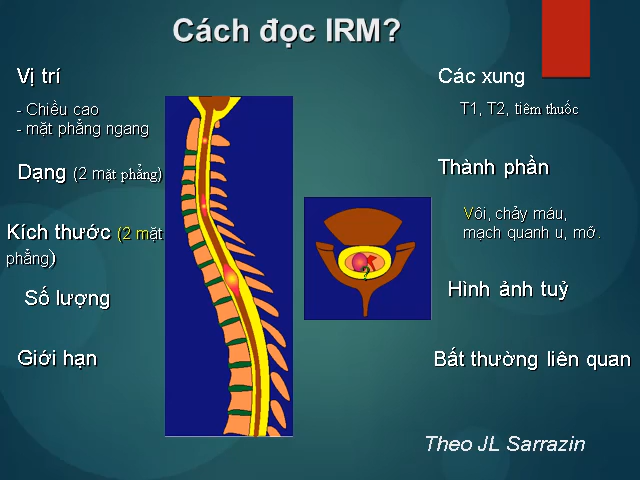 Cách đọc IRM?
Vị trí
- Chiều cao
- mặt phẳng ngang
Dạng (2 mặt phẳng)
Kích thước (2 mặt
phẳng)
Số lượng
Giới hạn
Các xung
T1, T2, tiêm thuốc
Thành phần
Vôi, chảy máu,
mạch quanh u, mỡ.
Hình ảnh tuỷ
Bất thường liên quan
?
Theo JL Sarrazin